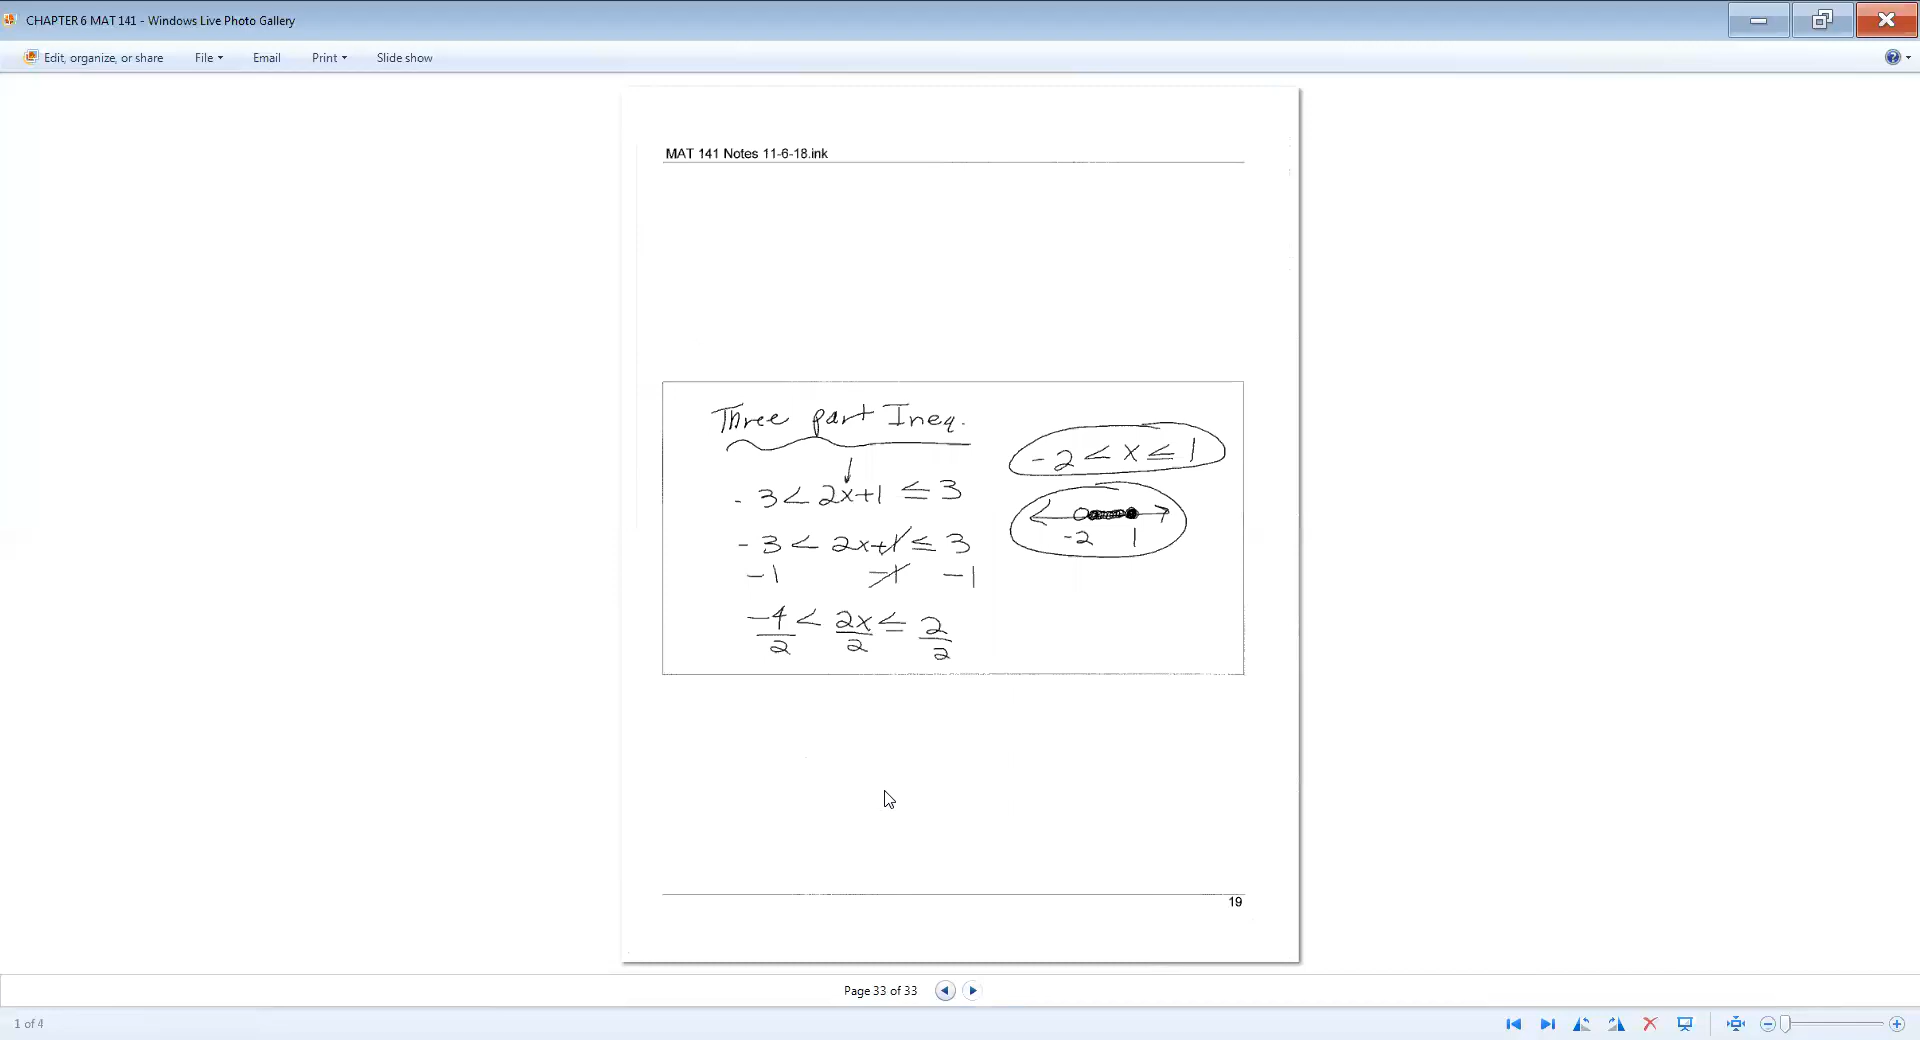 CHAPTER 6 MAT 141 - Windows Live Photo Gallery
Edit, organize, or share File Email Print Slide show
MAT 141 Notes 11-6-18.ink
Three part Ineq.
-3 < 2x+1 ≤ 3
-3 < 2x+1 ≤ 3
-1 -1 -1
-4 < 2x ≤ 2
2 2 2
-2 < x ≤ 1
-2 1
19
Page 33 of 33
1 of 4